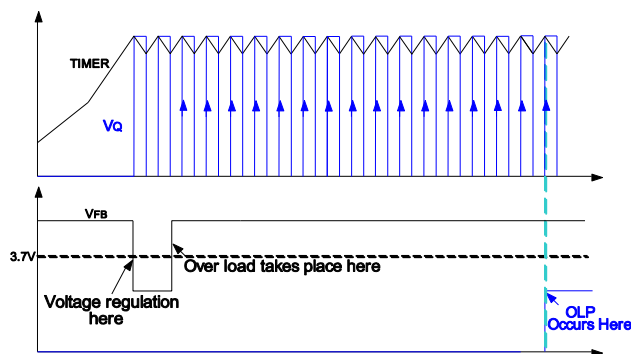 TIMER
VQ
VFB
3.7V
Over load takes place here
Voltage regulation
here
OLP
Occurs Here